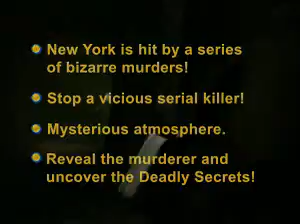 New York is hit by a series
of bizarre murders!
Stop a vicious serial killer!
Mysterious atmosphere.
Reveal the murderer and
uncover the Deadly Secrets!